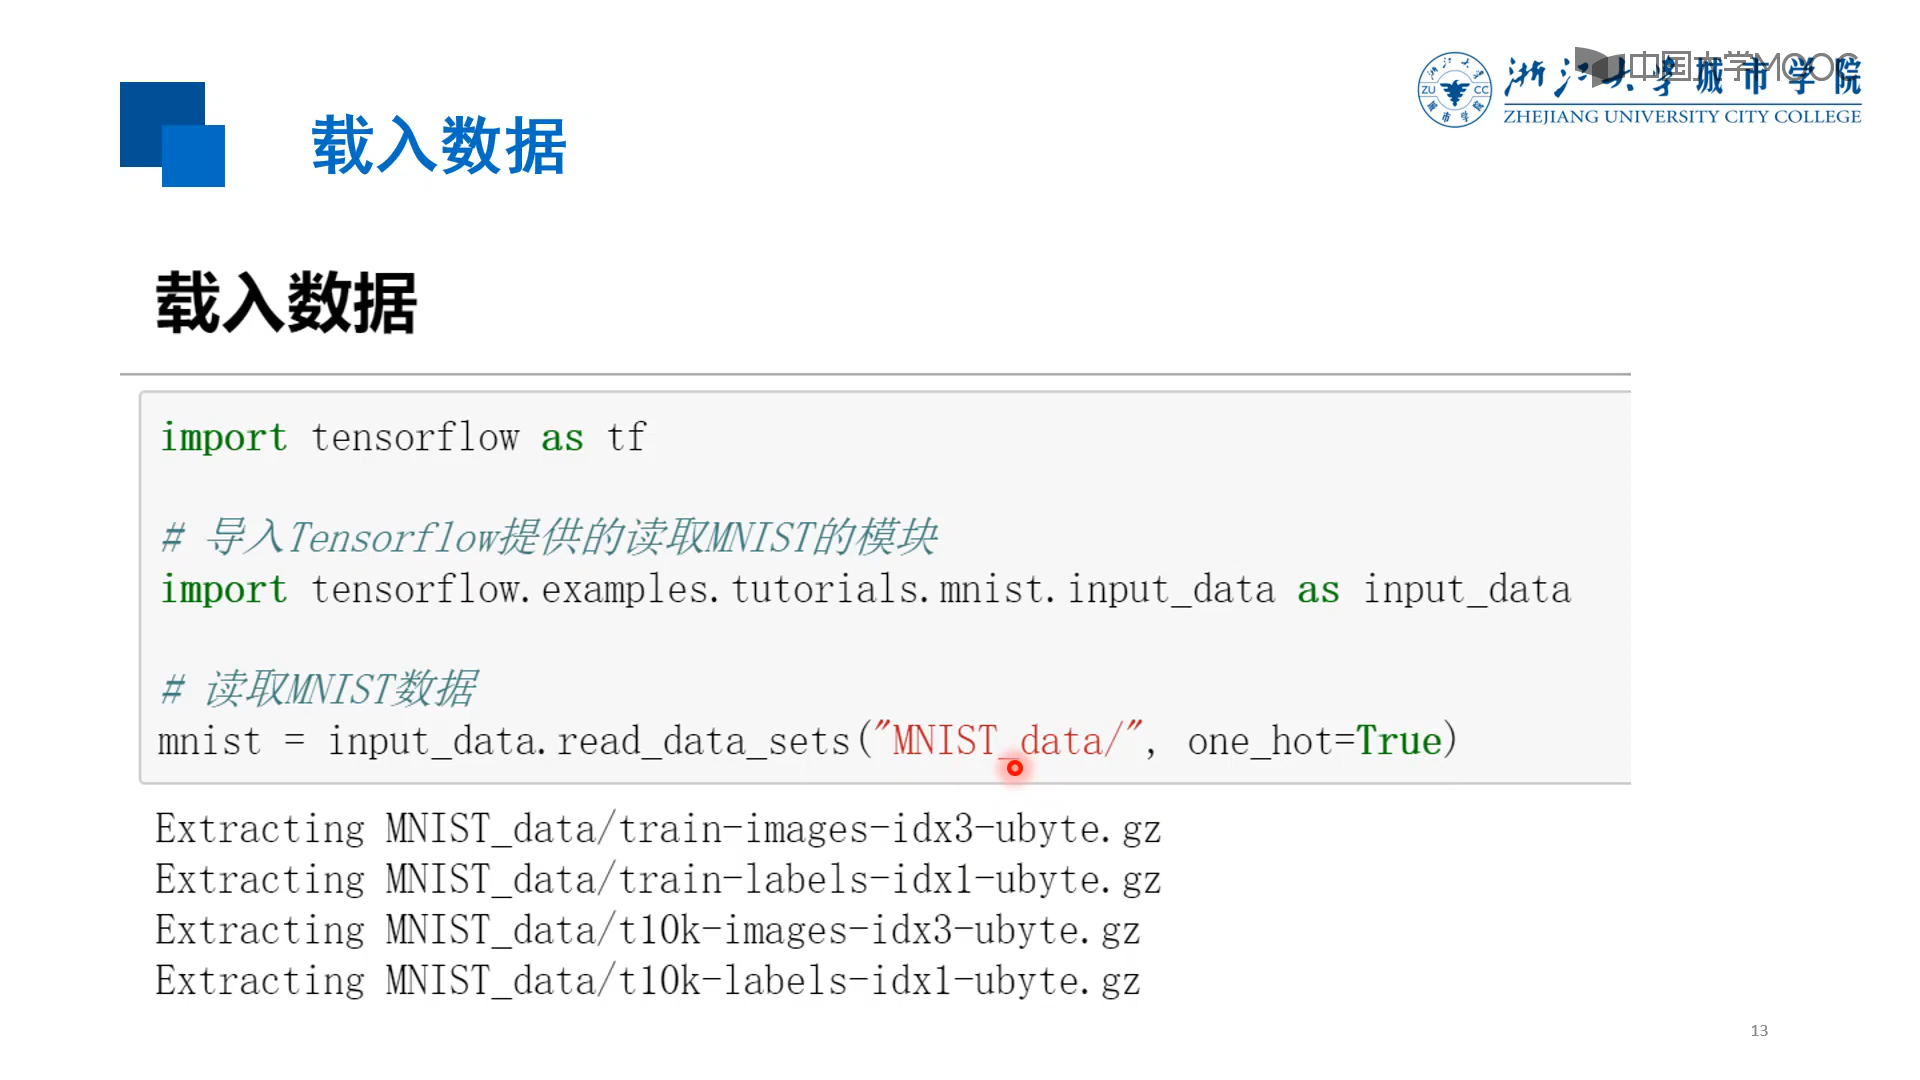 浙江大学城市学院
中国大学MOOC
ZHEJIANG UNIVERSITY CITY COLLEGE
ZU CC
载入数据
载入数据
import tensorflow as tf
# 导入Tensorflow提供的读取MNIST的模块
import tensorflow.examples.tutorials.mnist.input_data as input_data
# 读取MNIST数据
mnist = input_data.read_data_sets("MNIST_data/", one_hot=True)
Extracting MNIST_data/train-images-idx3-ubyte.gz
Extracting MNIST_data/train-labels-idx1-ubyte.gz
Extracting MNIST_data/t10k-images-idx3-ubyte.gz
Extracting MNIST_data/t10k-labels-idx1-ubyte.gz
13